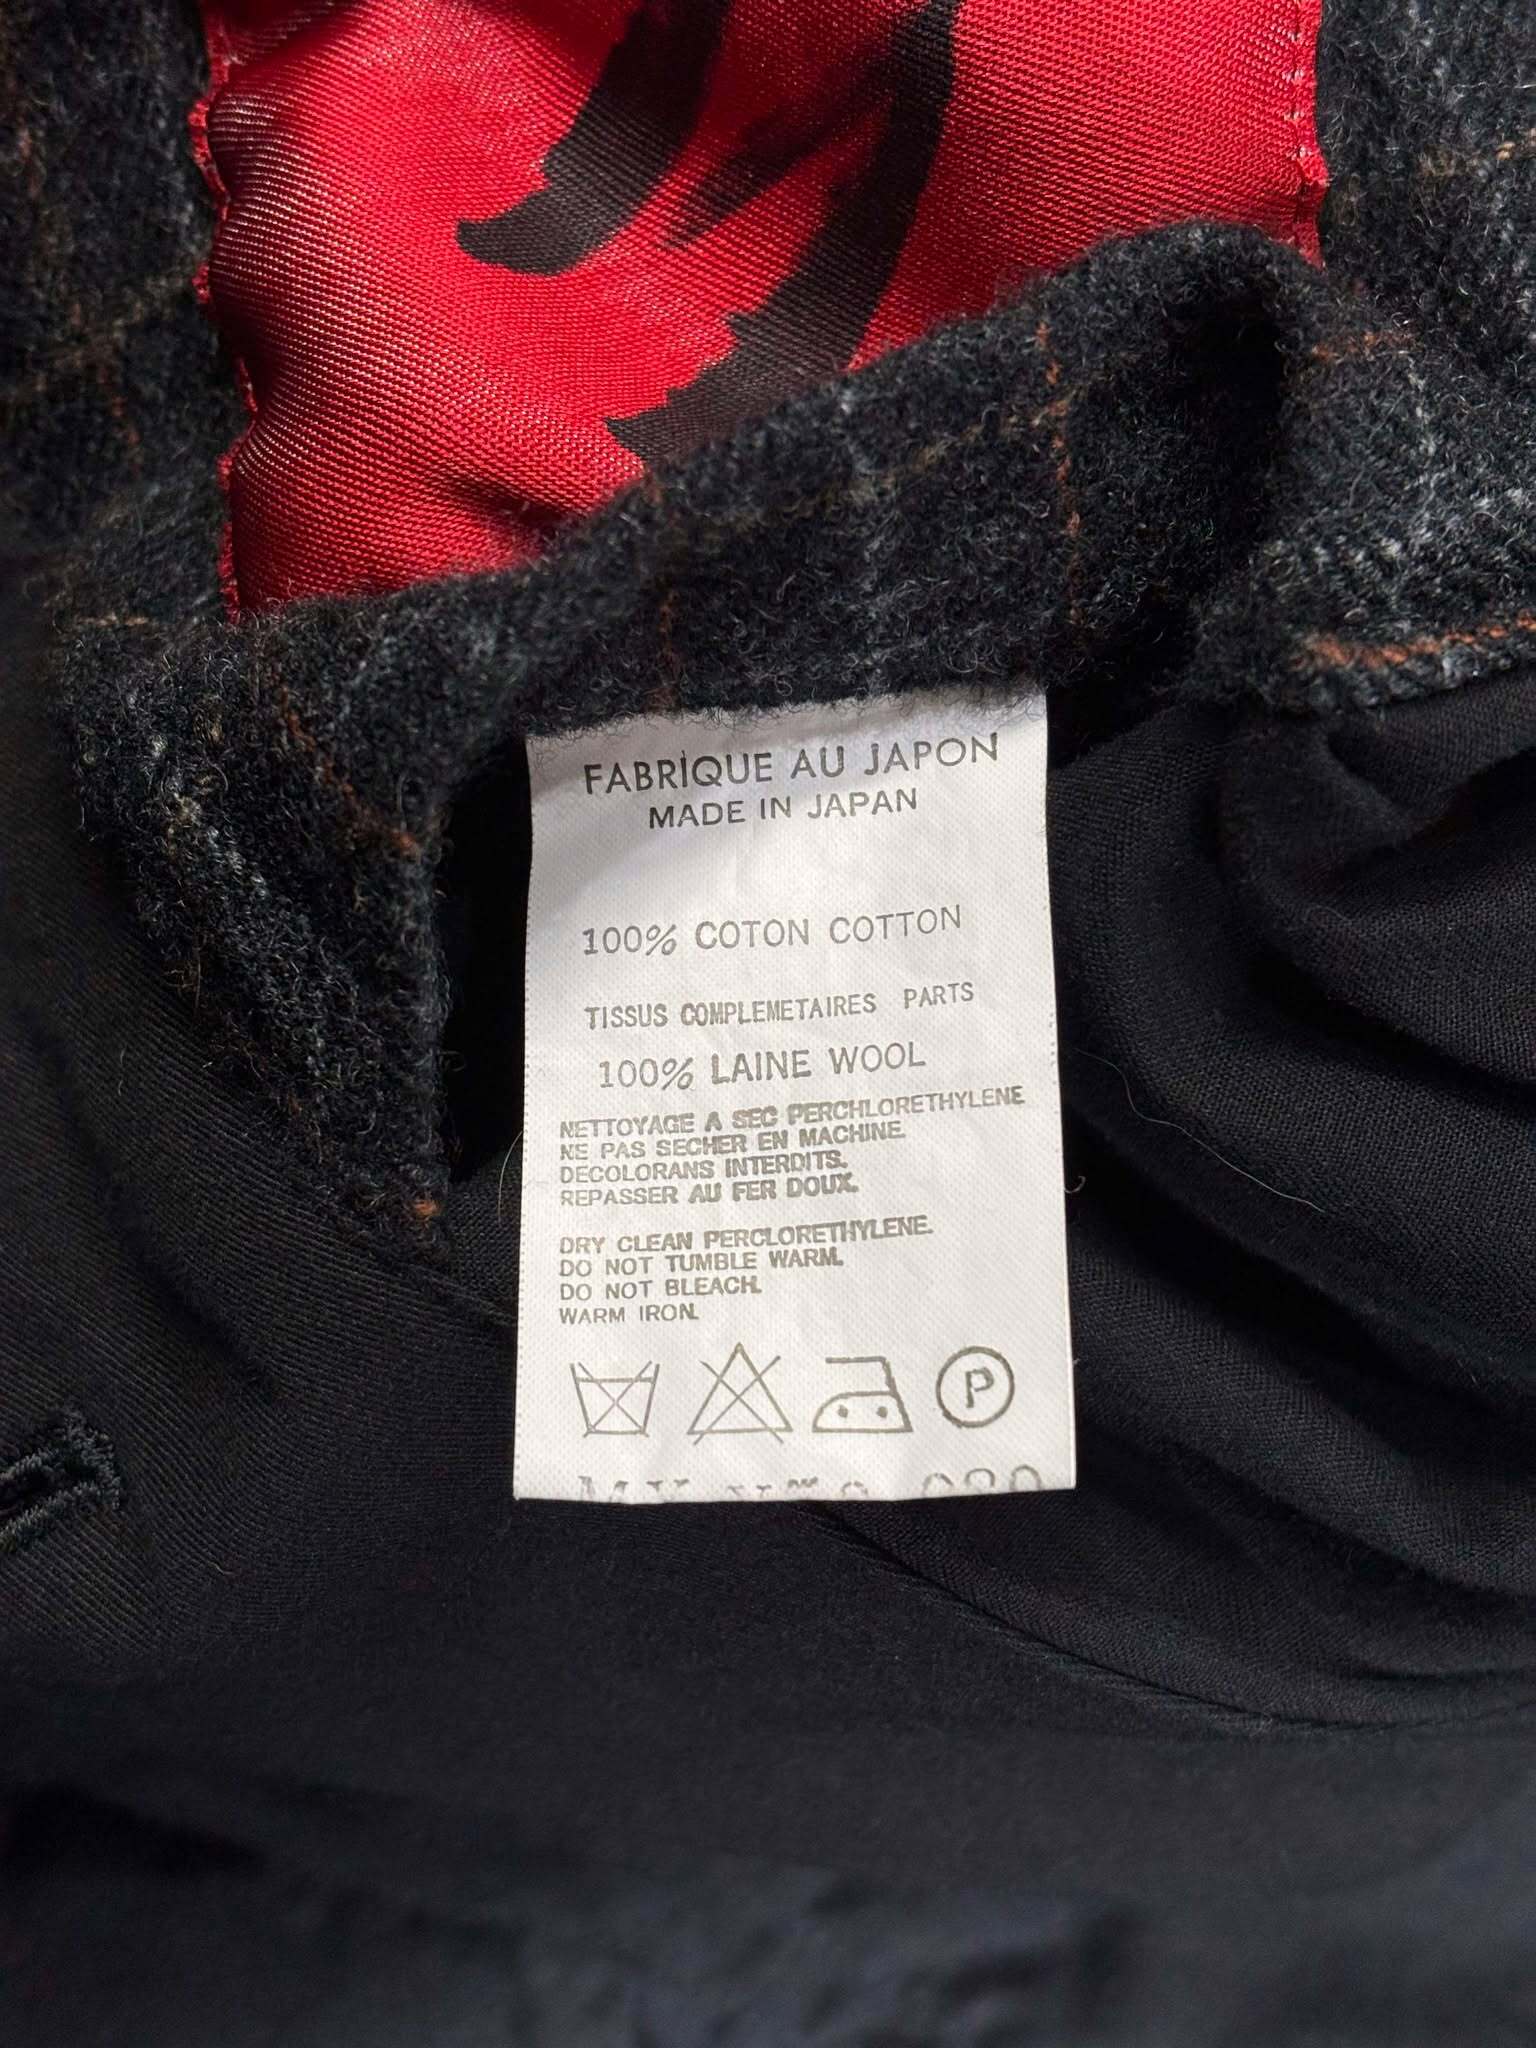 FABRIQUE AU JAPON
MADE IN JAPAN
100% COTON COTTON
TISSUS COMPLEMETAIRES PARTS
100% LAINE WOOL
NETTOYAGE A SEC PERCHLORETHYLENE
NE PAS SECHER EN MACHINE.
DECOLORANS INTERDITS.
REPASSER AU FER DOUX.
DRY CLEAN PERCLORETHYLENE.
DO NOT TUMBLE WARM.
DO NOT BLEACH.
WARM IRON.
P